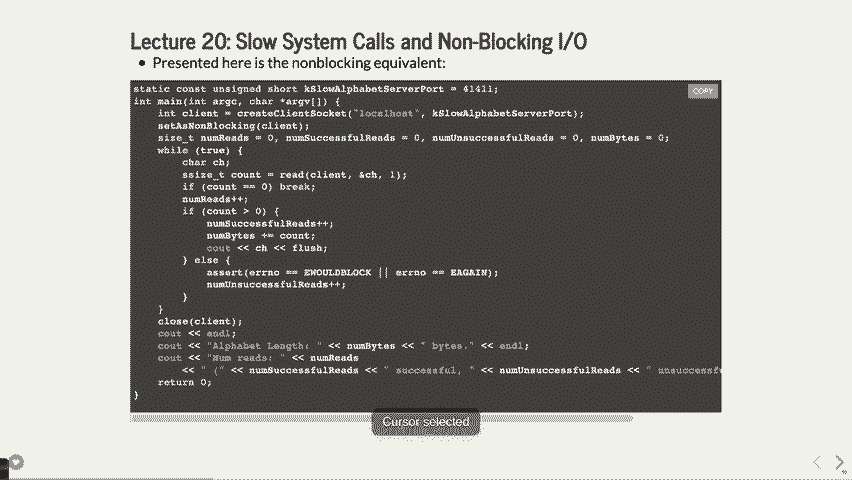 Lecture 20: Slow System Calls and Non-Blocking I/O
• Presented here is the nonblocking equivalent:
COPY
static const unsigned short kSlowAlphabetServerPort = 41411;
int main(int argc, char *argv[]) {
    int client = createClientSocket("localhost", kSlowAlphabetServerPort);
    setAsNonBlocking(client);
    size_t numReads = 0, numSuccessfulReads = 0, numUnsuccessfulReads = 0, numBytes = 0;
    while (true) {
        char ch;
        ssize_t count = read(client, &ch, 1);
        if (count == 0) break;
        numReads++;
        if (count > 0) {
            numSuccessfulReads++;
            numBytes += count;
            cout << ch << flush;
        } else {
            assert(errno == EWOULDBLOCK || errno == EAGAIN);
            numUnsuccessfulReads++;
        }
    }
    close(client);
    cout << endl;
    cout << "Alphabet Length: " << numBytes << " bytes." << endl;
    cout << "Num reads: " << numReads
        << " (" << numSuccessfulReads << " successful, " << numUnsuccessfulReads << " unsuccessf
    return 0;
}
Cursor selected